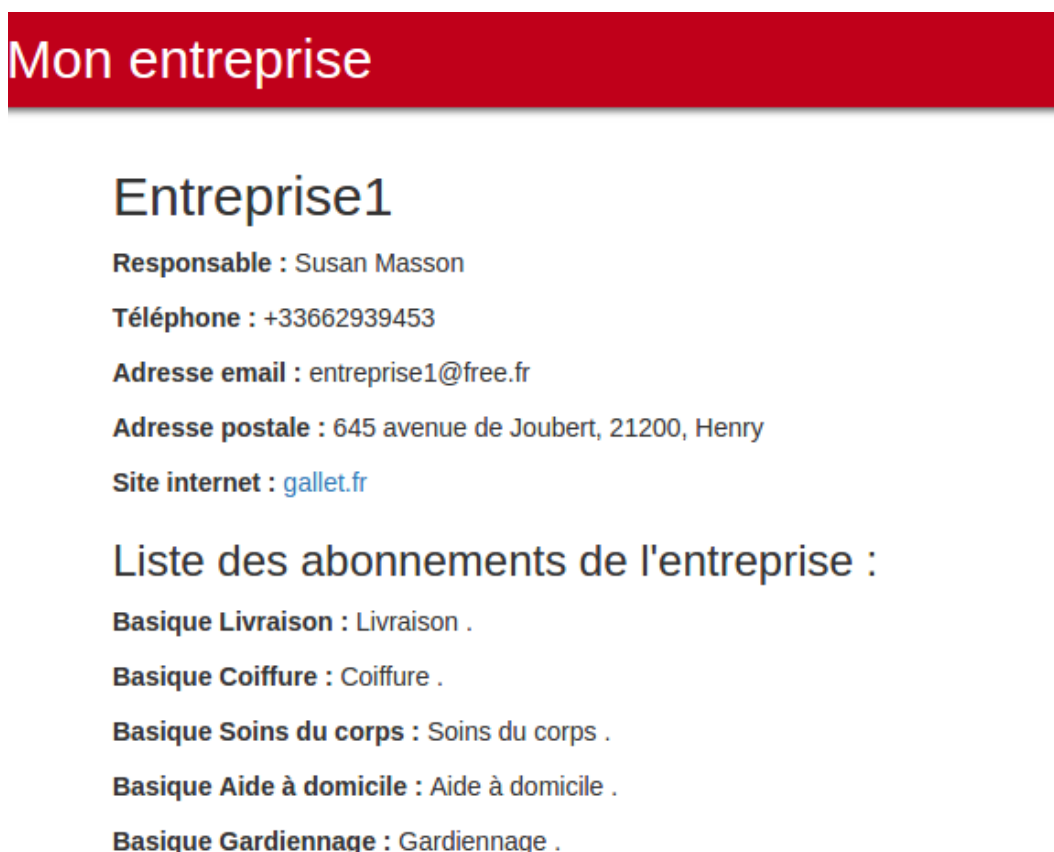 Mon entreprise
Entreprise1
Responsable : Susan Masson
Téléphone : +33662939453
Adresse email : entreprise1@free.fr
Adresse postale : 645 avenue de Joubert, 21200, Henry
Site internet : gallet.fr
Liste des abonnements de l'entreprise :
Basique Livraison : Livraison .
Basique Coiffure : Coiffure .
Basique Soins du corps : Soins du corps .
Basique Aide à domicile : Aide à domicile .
Basique Gardiennage : Gardiennage .